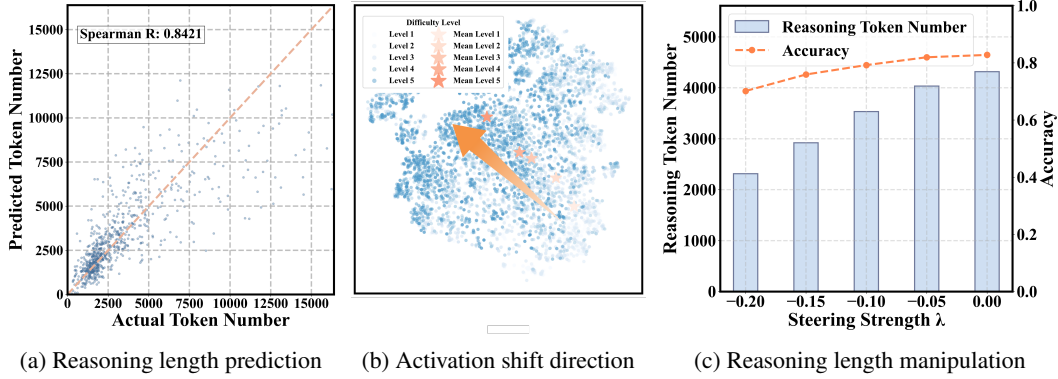 Predicted Token Number
15000
12500
10000
7500
5000
2500
0
Spearman R: 0.8421
0 2500 5000 7500 10000 12500 15000
Actual Token Number
(a) Reasoning length prediction
Difficulty Level
Level 1 Mean Level 1
Level 2 Mean Level 2
Level 3 Mean Level 3
Level 4 Mean Level 4
Level 5 Mean Level 5
(b) Activation shift direction
Reasoning Token Number
5000
4000
3000
2000
1000
0
Reasoning Token Number
Accuracy
1.0
0.8
0.6
0.4
0.2
0.0
Accuracy
−0.20 −0.15 −0.10 −0.05 0.00
Steering Strength λ
(c) Reasoning length manipulation